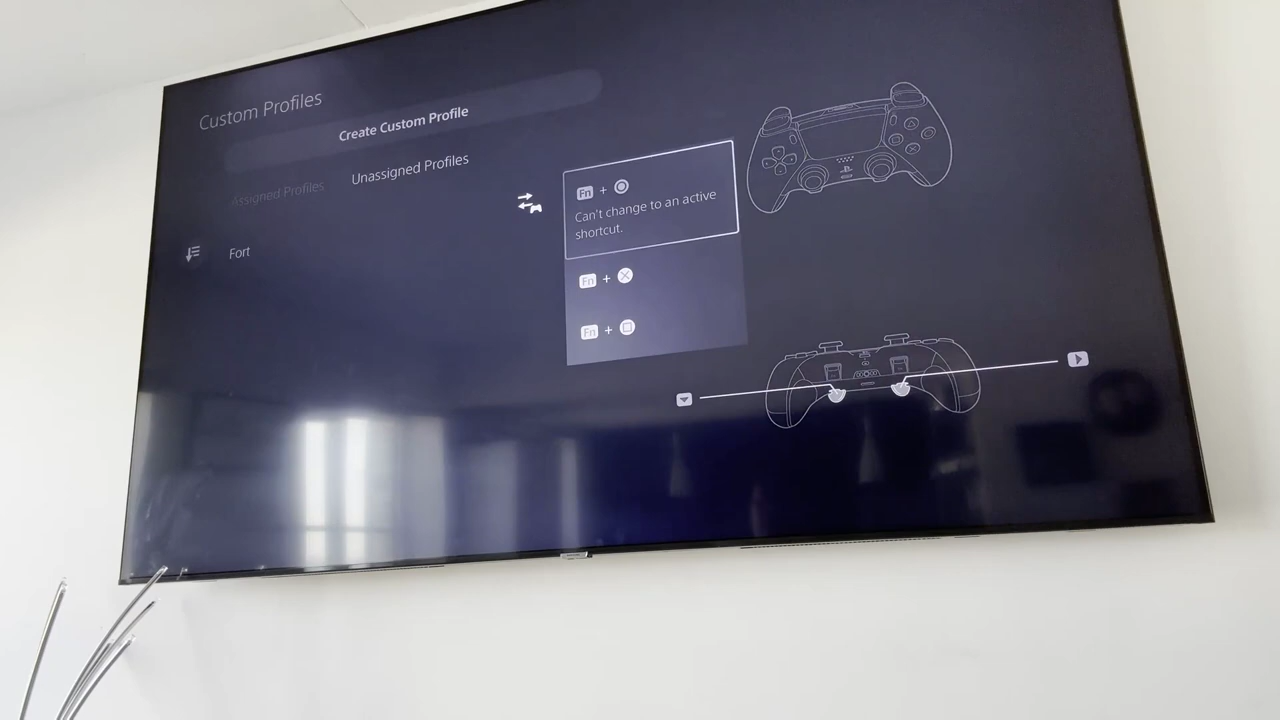 Custom Profiles
Create Custom Profile
Assigned Profiles
Unassigned Profiles
Fort
Fn +
Can't change to an active
shortcut.
Fn +
Fn +